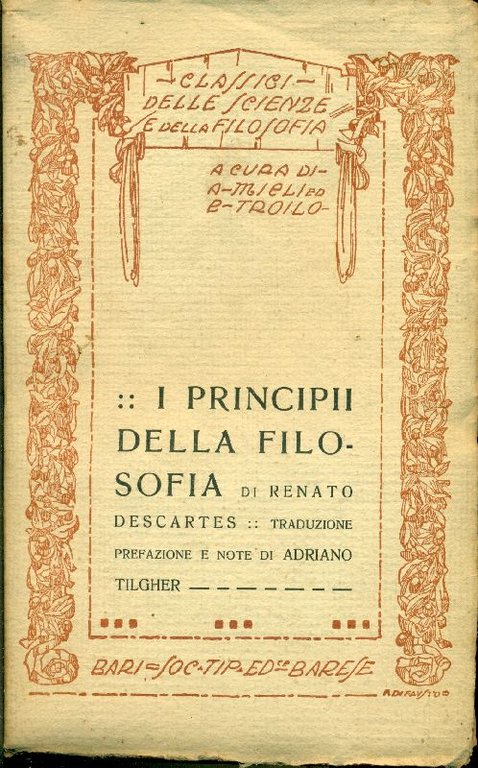 — CLASSICI —
DELLE SCIENZE
E DELLA FILOSOFIA
A CURA DI-
A-MIELI ED
E-TROILO-
:: I PRINCIPII
DELLA FILO-
SOFIA DI RENATO
DESCARTES :: TRADUZIONE
PREFAZIONE E NOTE DI ADRIANO
TILGHER — — — — — — — —
BARI=SOC·TIP·ED.CE BARESE